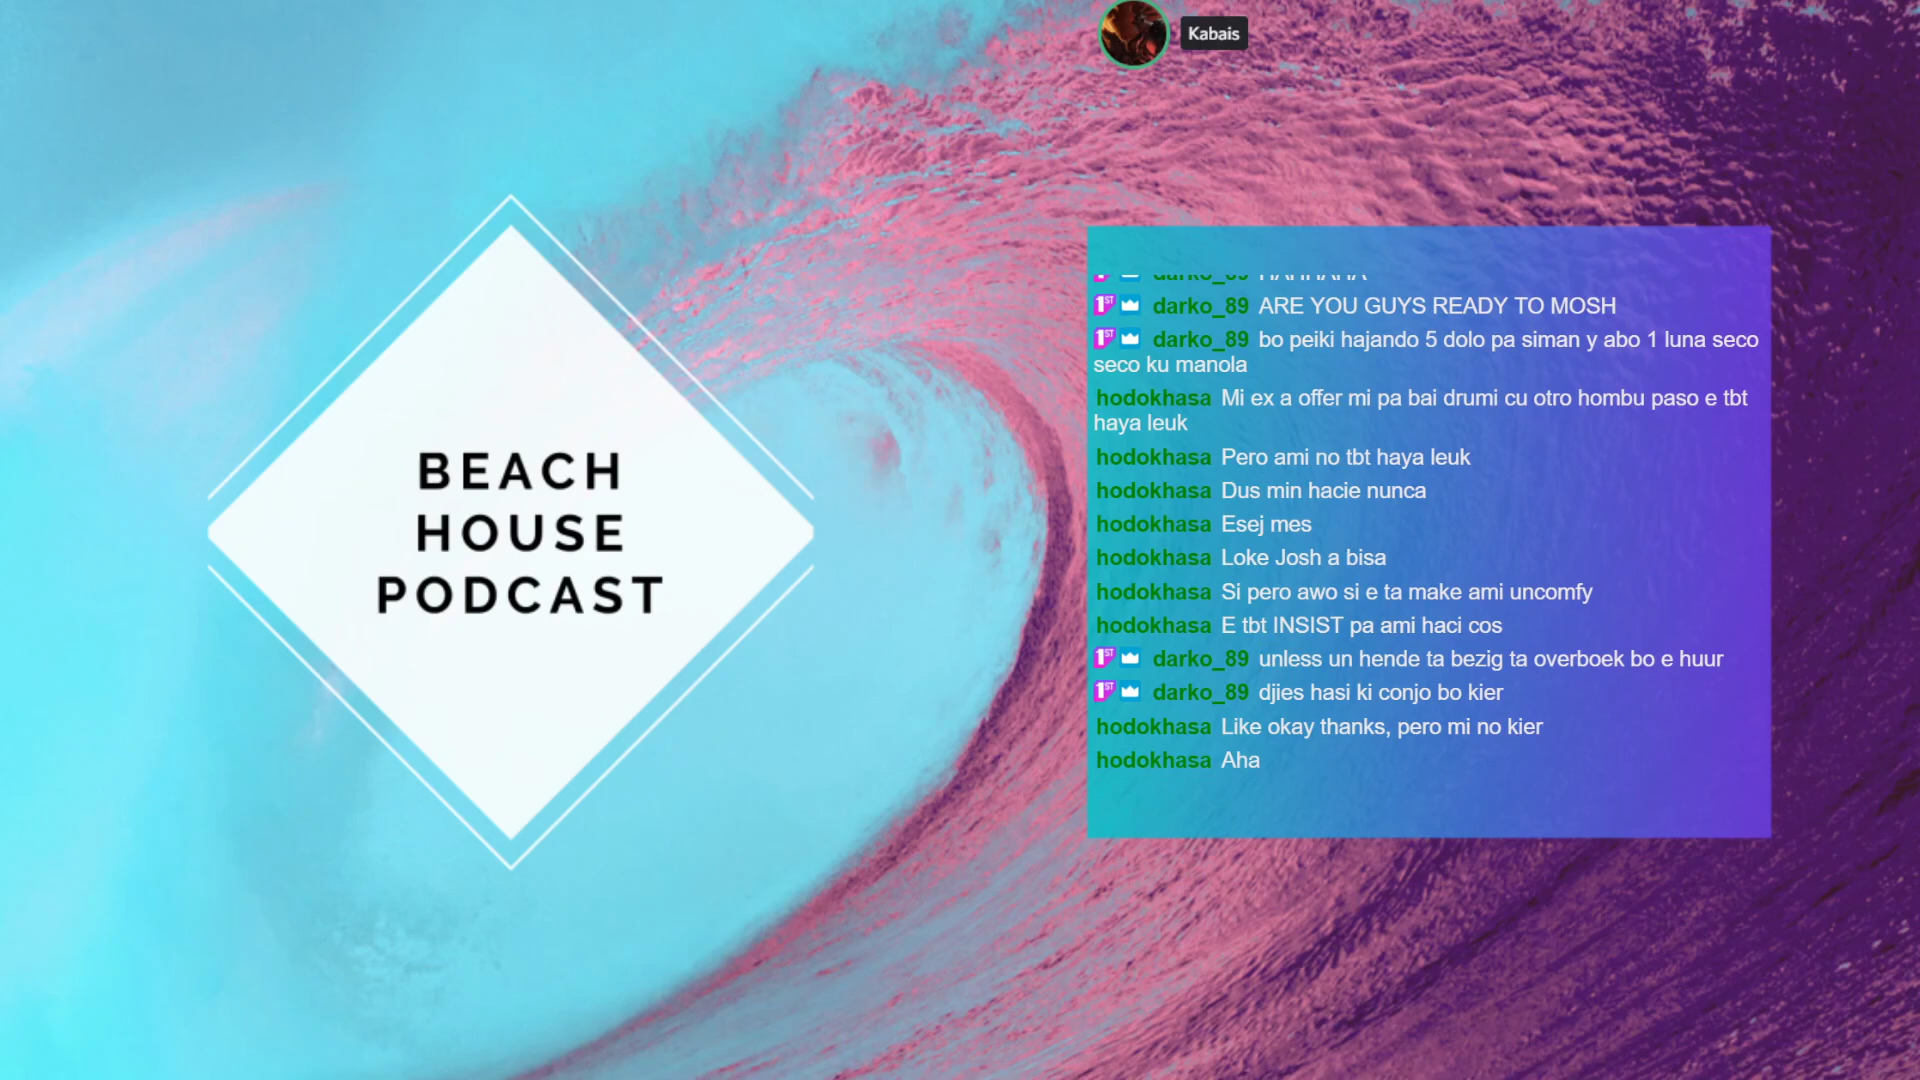 Kabais
BEACH
HOUSE
PODCAST
darko_89 HAHHAHA
darko_89 ARE YOU GUYS READY TO MOSH
darko_89 bo peiki hajando 5 dolo pa siman y abo 1 luna seco
seco ku manola
hodokhasa Mi ex a offer mi pa bai drumi cu otro hombu paso e tbt
haya leuk
hodokhasa Pero ami no tbt haya leuk
hodokhasa Dus min hacie nunca
hodokhasa Esej mes
hodokhasa Loke Josh a bisa
hodokhasa Si pero awo si e ta make ami uncomfy
hodokhasa E tbt INSIST pa ami haci cos
darko_89 unless un hende ta bezig ta overboek bo e huur
darko_89 djies hasi ki conjo bo kier
hodokhasa Like okay thanks, pero mi no kier
hodokhasa Aha